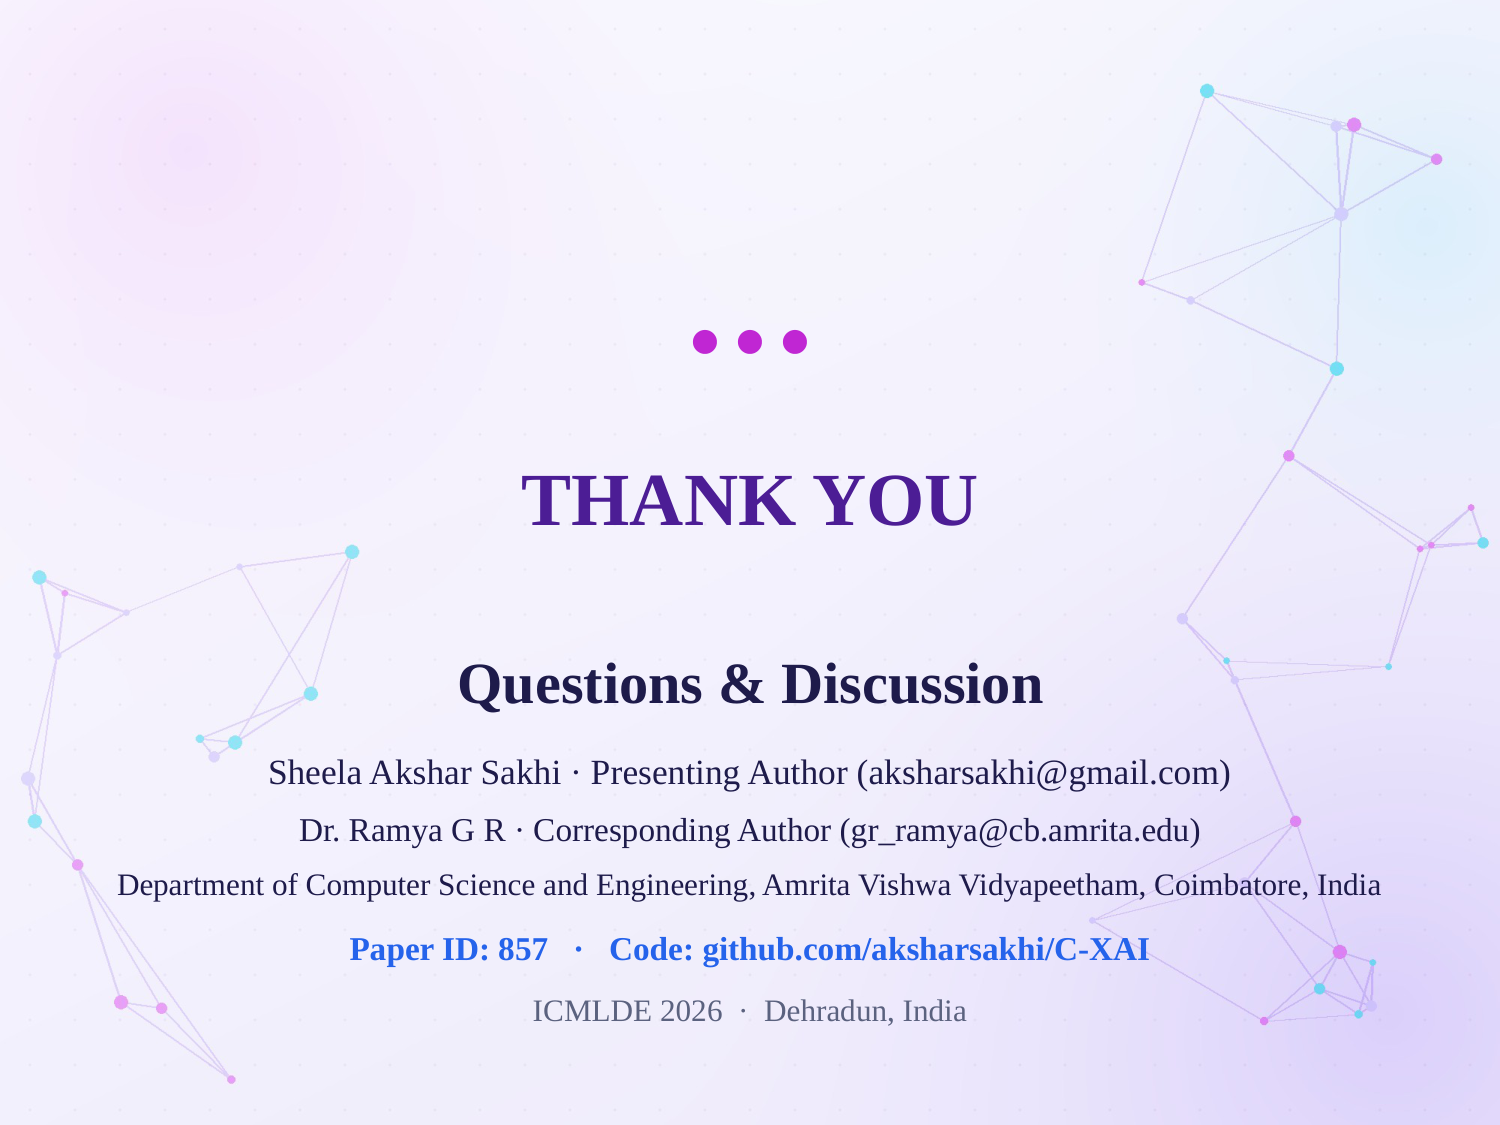 THANK YOU
Questions & Discussion
Sheela Akshar Sakhi · Presenting Author (aksharsakhi@gmail.com)
Dr. Ramya G R · Corresponding Author (gr_ramya@cb.amrita.edu)
Department of Computer Science and Engineering, Amrita Vishwa Vidyapeetham, Coimbatore, India
Paper ID: 857 · Code: github.com/aksharsakhi/C-XAI
ICMLDE 2026 · Dehradun, India